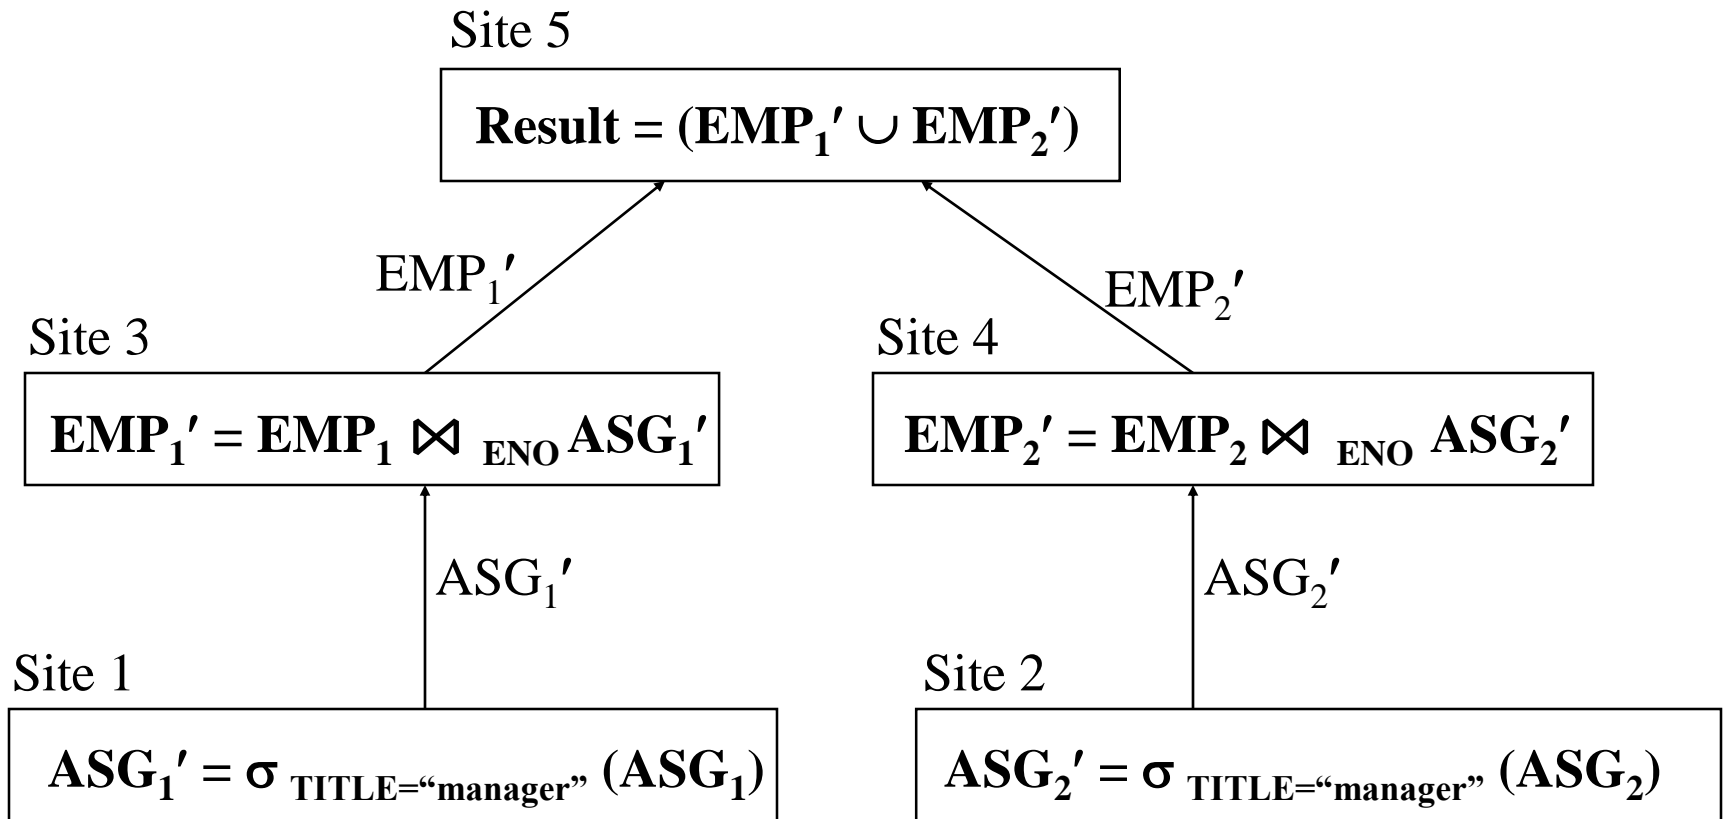 Site 5
Result = (EMP₁′ ∪ EMP₂′)
EMP₁′
EMP₂′
Site 3
Site 4
EMP₁′ = EMP₁ ⋈ ENO ASG₁′
EMP₂′ = EMP₂ ⋈ ENO ASG₂′
ASG₁′
ASG₂′
Site 1
Site 2
ASG₁′ = σ TITLE=“manager” (ASG₁)
ASG₂′ = σ TITLE=“manager” (ASG₂)